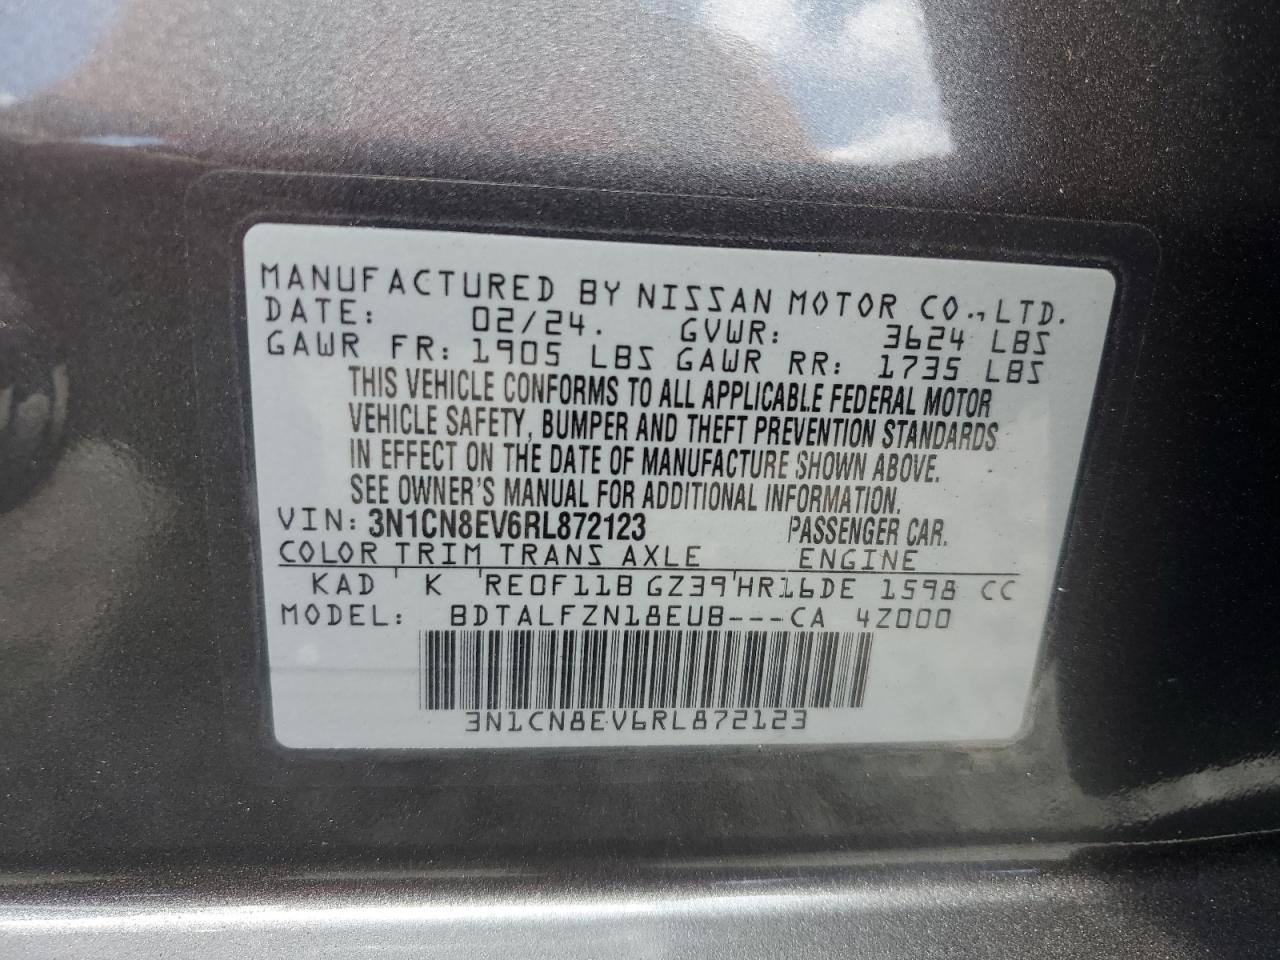 MANUFACTURED BY NISSAN MOTOR CO., LTD.
DATE: 02/24. GVWR: 3624 LBS
GAWR FR: 1905 LBS GAWR RR: 1735 LBS
THIS VEHICLE CONFORMS TO ALL APPLICABLE FEDERAL MOTOR
VEHICLE SAFETY, BUMPER AND THEFT PREVENTION STANDARDS
IN EFFECT ON THE DATE OF MANUFACTURE SHOWN ABOVE.
SEE OWNER'S MANUAL FOR ADDITIONAL INFORMATION.
VIN: 3N1CN8EV6RL872123 PASSENGER CAR.
COLOR TRIM TRANS AXLE ENGINE
KAD ' K 'RE0F11B GZ39'HR16DE 1598 CC
MODEL: BDTALFZN18EUB---CA 4Z000
3N1CN8EV6RL872123